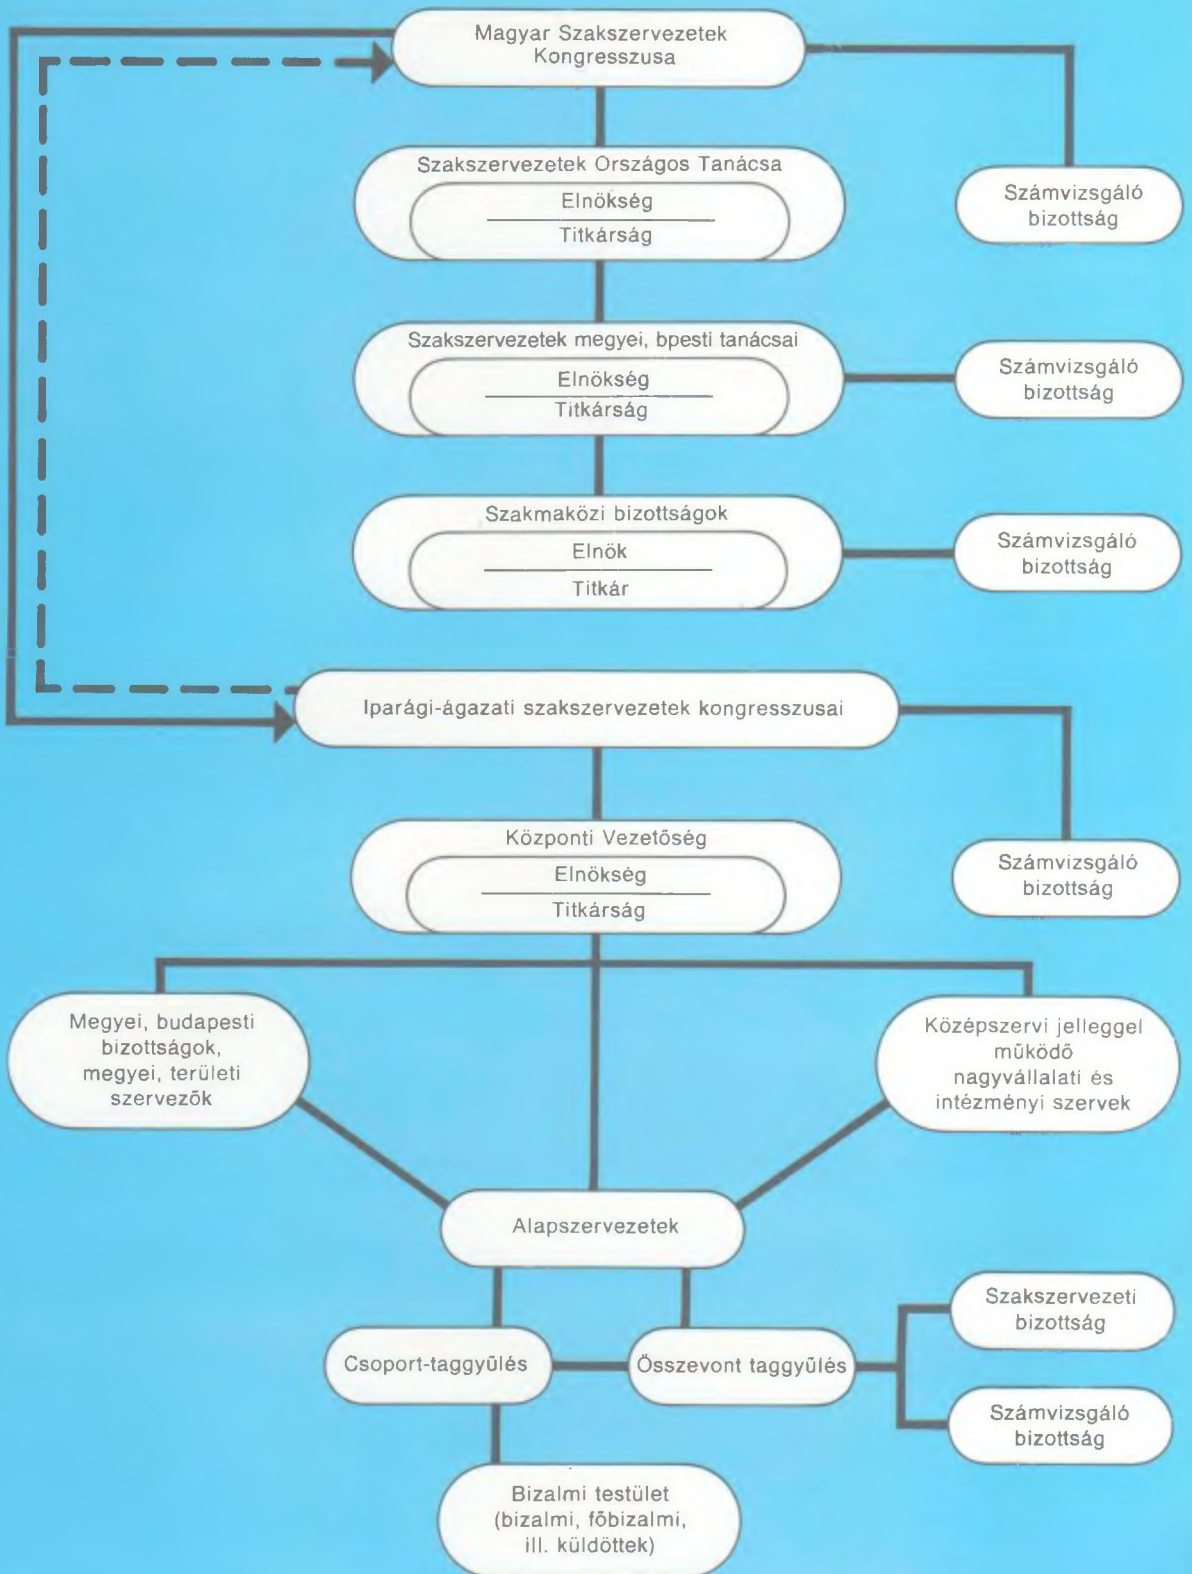 Magyar Szakszervezetek
Kongresszusa
Szakszervezetek Országos Tanácsa
Elnökség
Titkárság
Számvizsgáló
bizottság
Szakszervezetek megyei, bpesti tanácsai
Elnökség
Titkárság
Számvizsgáló
bizottság
Szakmaközi bizottságok
Elnök
Titkár
Számvizsgáló
bizottság
Iparági-ágazati szakszervezetek kongresszusai
Központi Vezetőség
Elnökség
Titkárság
Számvizsgáló
bizottság
Megyei, budapesti
bizottságok,
megyei, területi
szervezők
Középszervi jelleggel
működő
nagyvállalati és
intézményi szervek
Alapszervezetek
Csoport-taggyűlés
Összevont taggyűlés
Szakszervezeti
bizottság
Számvizsgáló
bizottság
Bizalmi testület
(bizalmi, főbizalmi,
ill. küldöttek)